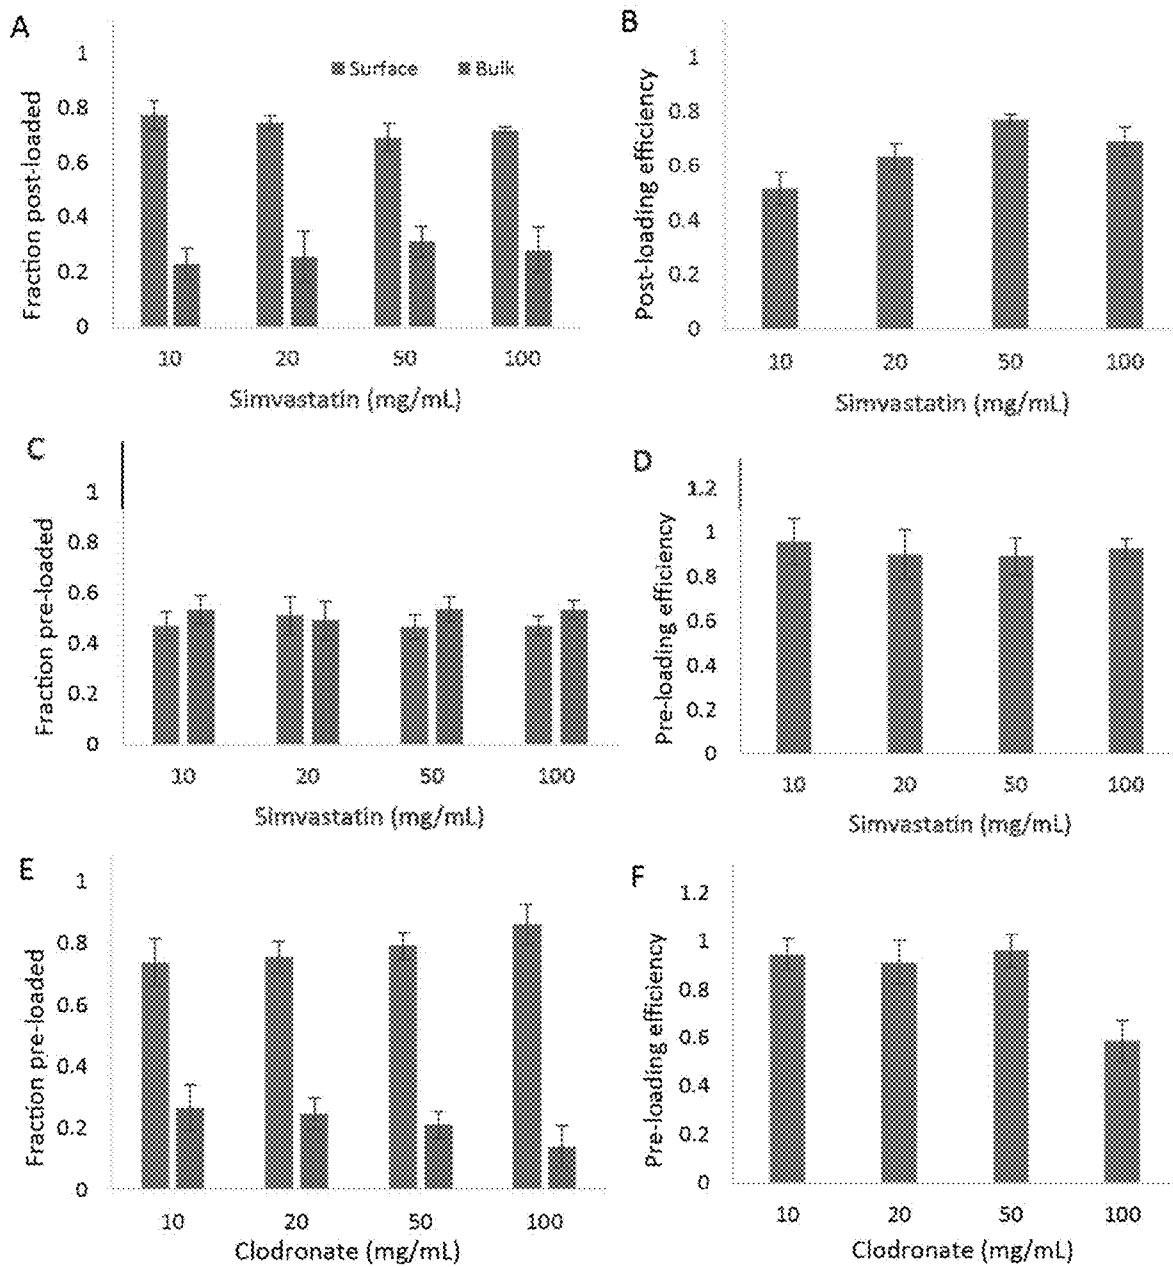 A
Fraction post-loaded
1
0.8
0.6
0.4
0.2
0
Surface Bulk
10 20 50 100
Simvastatin (mg/mL)
B
Post-loading efficiency
1
0.8
0.6
0.4
0.2
0
10 20 50 100
Simvastatin (mg/mL)
C
Fraction pre-loaded
1
0.8
0.6
0.4
0.2
0
10 20 50 100
Simvastatin (mg/mL)
D
Pre-loading efficiency
1.2
1
0.8
0.6
0.4
0.2
0
10 20 50 100
Simvastatin (mg/mL)
E
Fraction pre-loaded
1
0.8
0.6
0.4
0.2
0
10 20 50 100
Clodronate (mg/mL)
F
Pre-loading efficiency
1.2
1
0.8
0.6
0.4
0.2
0
10 20 50 100
Clodronate (mg/mL)